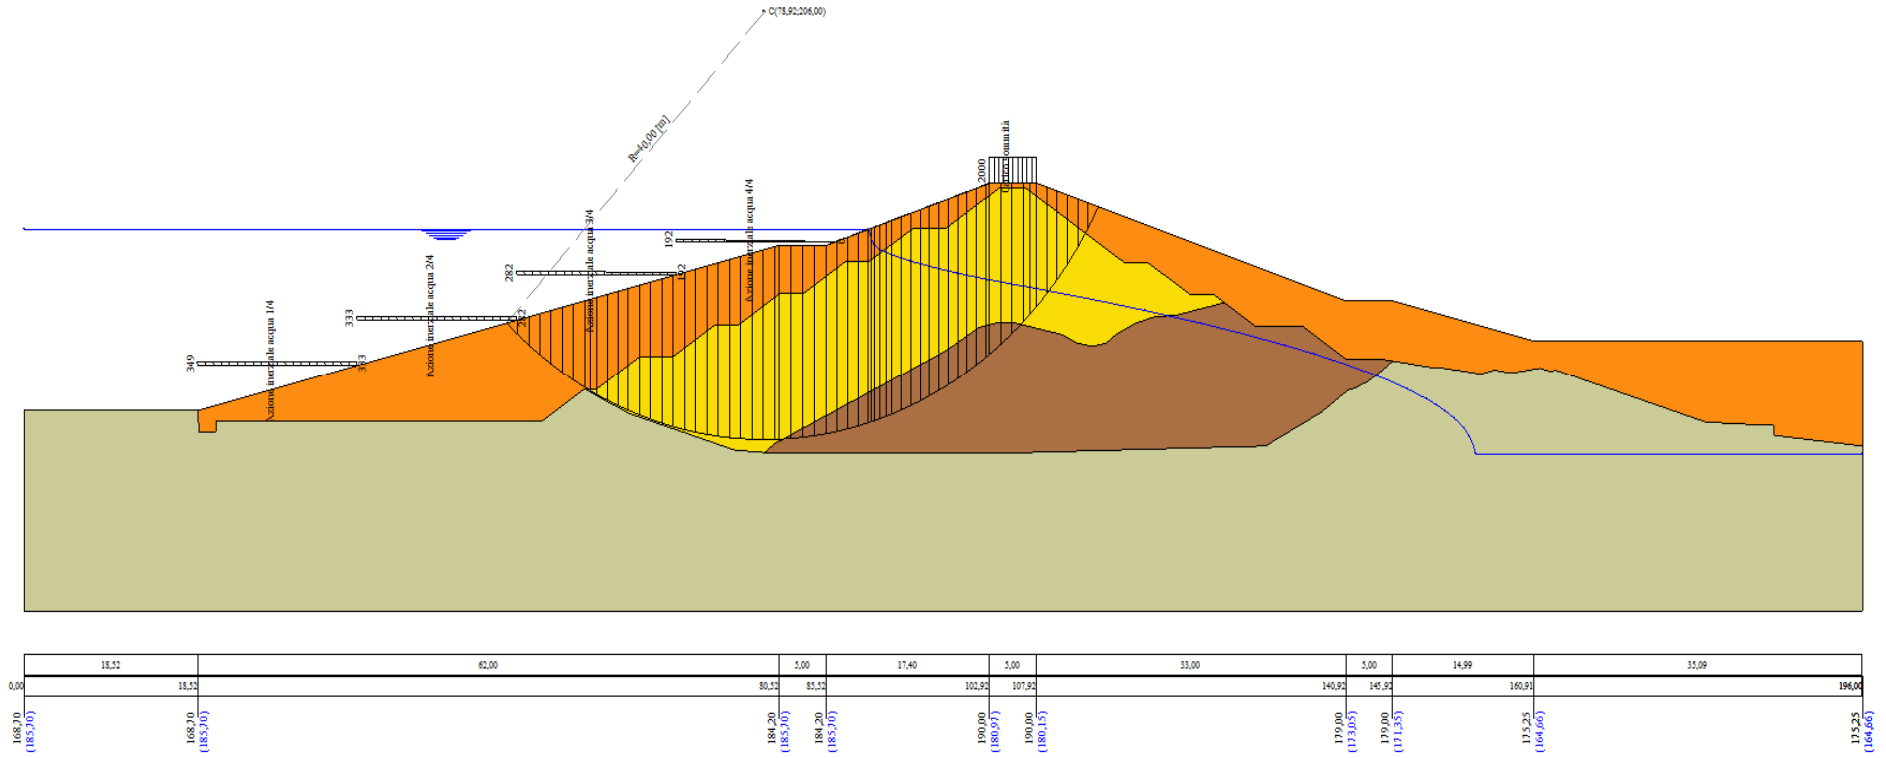 C(78,92;206,00)
R=40,00 [m]
Carico sommità
2000
Azione inerziale acqua 4/4
192
0
Azione inerziale acqua 3/4
282
192
Azione inerziale acqua 2/4
333
282
Azione inerziale acqua 1/4
349
333
18,52 62,00 5,00 17,40 5,00 33,00 5,00 14,99 35,09
0,00 18,52 80,52 85,52 102,92 107,92 140,92 145,92 160,91 196,00
168,70 168,70 184,20 184,20 190,00 190,00 179,00 179,00 175,25 175,25
(185,70) (185,70) (185,70) (185,70) (180,97) (180,15) (173,05) (171,35) (164,66) (164,66)